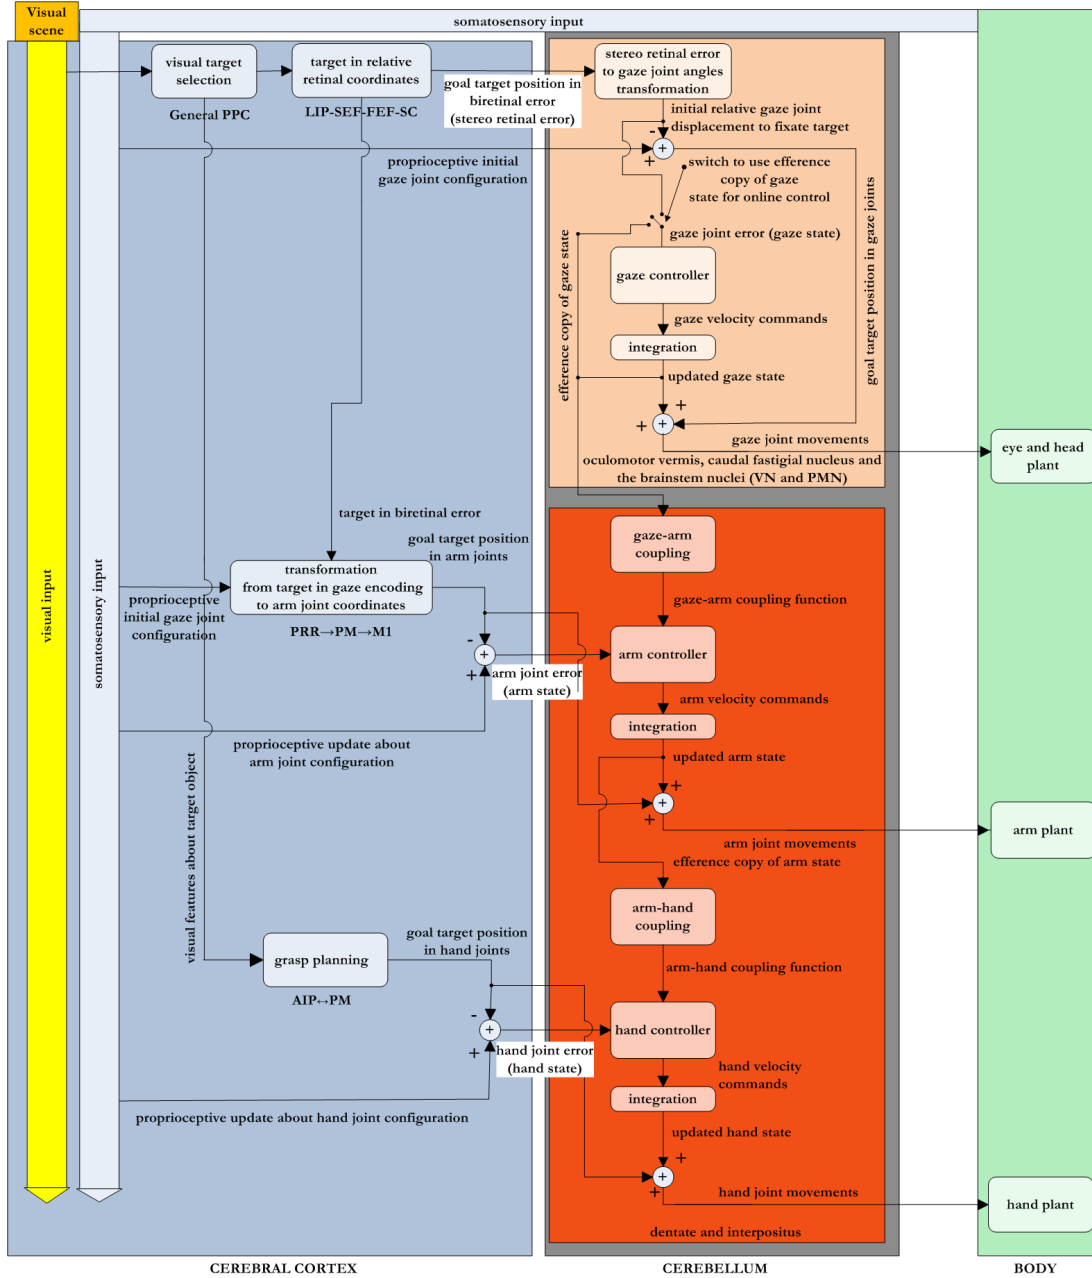 Visual
scene
somatosensory input
visual target
selection
General PPC
target in relative
retinal coordinates
LIP-SEF-FEF-SC
goal target position in
biretinal error
(stereo retinal error)
stereo retinal error
to gaze joint angles
transformation
initial relative gaze joint
displacement to fixate target
-
+
+
proprioceptive initial
gaze joint configuration
switch to use efference
copy of gaze
state for online control
gaze joint error (gaze state)
gaze controller
efference copy of gaze state
goal target position in gaze joints
gaze velocity commands
integration
updated gaze state
+
+
+
gaze joint movements
eye and head
plant
oculomotor vermis, caudal fastigial nucleus and
the brainstem nuclei (VN and PMN)
target in biretinal error
goal target position
in arm joints
gaze-arm
coupling
transformation
from target in gaze encoding
to arm joint coordinates
PRR→PM→M1
proprioceptive
initial gaze joint
configuration
visual input
somatosensory input
gaze-arm coupling function
-
+
+
arm joint error
(arm state)
arm controller
arm velocity commands
integration
proprioceptive update about
arm joint configuration
updated arm state
+
+
+
arm joint movements
arm plant
efference copy of arm state
visual features about target object
arm-hand
coupling
goal target position
in hand joints
grasp planning
AIP↔PM
arm-hand coupling function
-
+
+
hand joint error
(hand state)
hand controller
hand velocity
commands
integration
proprioceptive update about hand joint configuration
updated hand state
+
+
+
hand joint movements
hand plant
dentate and interpositus
CEREBRAL CORTEX
CEREBELLUM
BODY